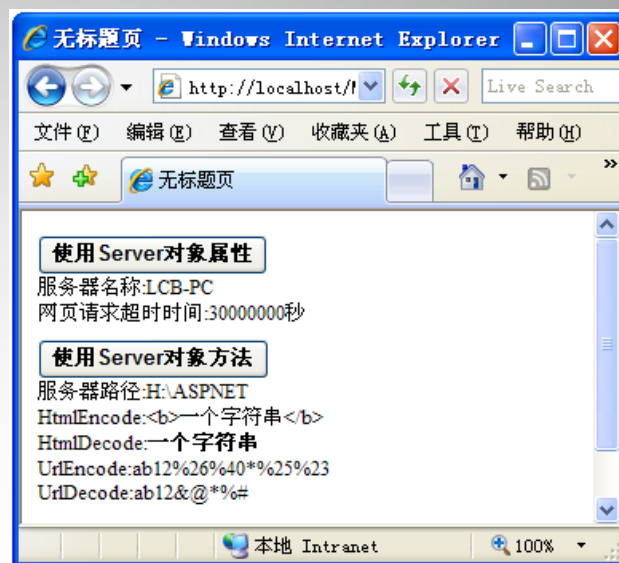 无标题页 - Windows Internet Explorer
http://localhost/
Live Search
文件(F) 编辑(E) 查看(V) 收藏夹(A) 工具(T) 帮助(H)
无标题页
»
使用Server对象属性
服务器名称:LCB-PC
网页请求超时时间:30000000秒
使用Server对象方法
服务器路径:H:\ASPNET
HtmlEncode:<b>一个字符串</b>
HtmlDecode:一个字符串
UrlEncode:ab12%26%40*%25%23
UrlDecode:ab12&@*%#
本地 Intranet
100%